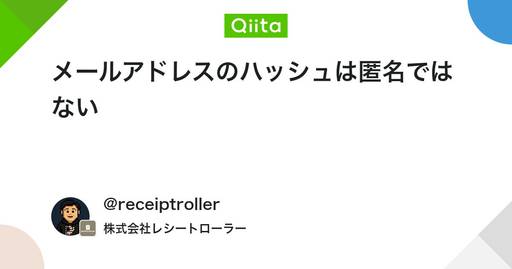 Qiita
メールアドレスのハッシュは匿名では
ない
@receiptroller
株式会社レシートローラー